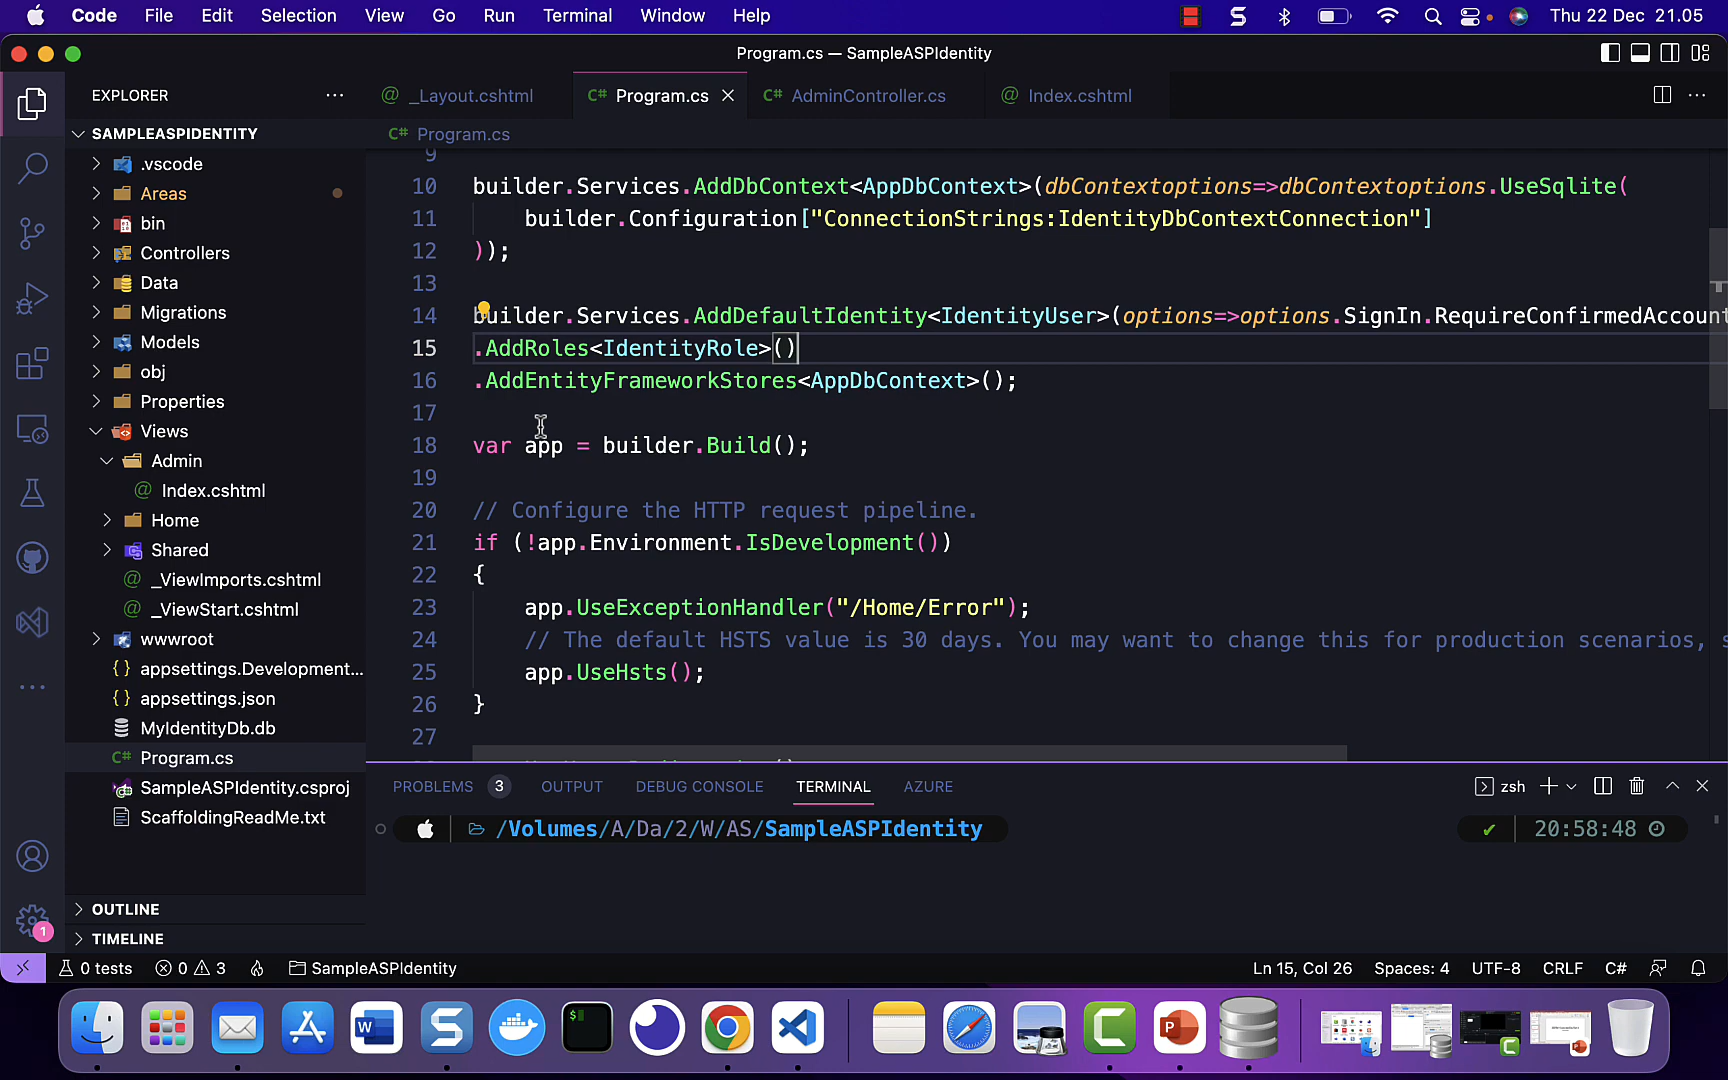 Code File Edit Selection View Go Run Terminal Window Help Thu 22 Dec 21.05
Program.cs — SampleASPIdentity
EXPLORER
_Layout.cshtml
C# Program.cs
C# AdminController.cs
Index.cshtml
SAMPLEASPIDENTITY
C# Program.cs
.vscode
Areas
bin
Controllers
Data
Migrations
Models
obj
Properties
Views
Admin
Index.cshtml
Home
Shared
_ViewImports.cshtml
_ViewStart.cshtml
wwwroot
appsettings.Development...
appsettings.json
MyIdentityDb.db
C# Program.cs
SampleASPIdentity.csproj
ScaffoldingReadMe.txt
OUTLINE
TIMELINE
9
10 builder.Services.AddDbContext<AppDbContext>(dbContextoptions=>dbContextoptions.UseSqlite(
11 builder.Configuration["ConnectionStrings:IdentityDbContextConnection"]
12 ));
13
14 builder.Services.AddDefaultIdentity<IdentityUser>(options=>options.SignIn.RequireConfirmedAccount
15 .AddRoles<IdentityRole>()
16 .AddEntityFrameworkStores<AppDbContext>();
17
18 var app = builder.Build();
19
20 // Configure the HTTP request pipeline.
21 if (!app.Environment.IsDevelopment())
22 {
23 app.UseExceptionHandler("/Home/Error");
24 // The default HSTS value is 30 days. You may want to change this for production scenarios,
25 app.UseHsts();
26 }
27
PROBLEMS 3 OUTPUT DEBUG CONSOLE TERMINAL AZURE zsh
/Volumes/A/Da/2/W/AS/SampleASPIdentity 20:58:48
1
0 tests 0 3 SampleASPIdentity Ln 15, Col 26 Spaces: 4 UTF-8 CRLF C#